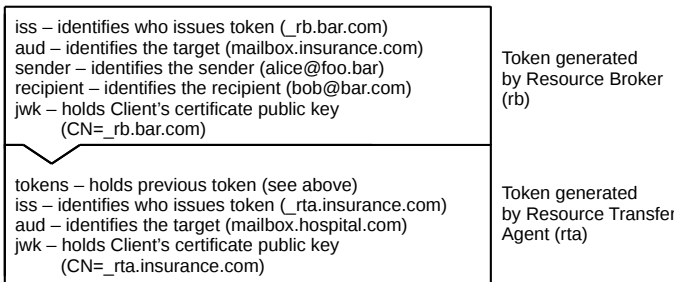 iss – identifies who issues token (_rb.bar.com)
aud – identifies the target (mailbox.insurance.com)
sender – identifies the sender (alice@foo.bar)
recipient – identifies the recipient (bob@bar.com)
jwk – holds Client's certificate public key
(CN=_rb.bar.com)
Token generated
by Resource Broker
(rb)
tokens – holds previous token (see above)
iss – identifies who issues token (_rta.insurance.com)
aud – identifies the target (mailbox.hospital.com)
jwk – holds Client's certificate public key
(CN=_rta.insurance.com)
Token generated
by Resource Transfer
Agent (rta)